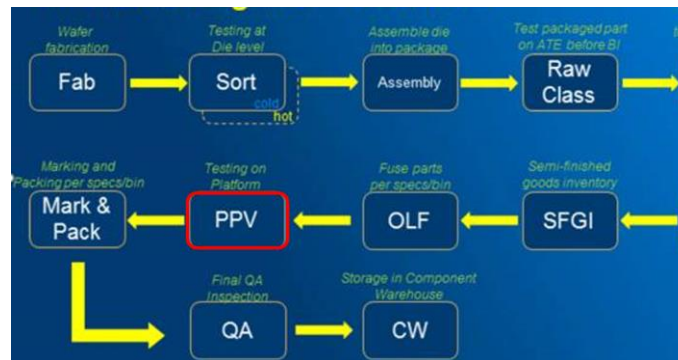 Wafer
fabrication
Fab
Testing at
Die level
Sort
cold
hot
Assemble die
into package
Assembly
Test packaged part
on ATE before BI
Raw
Class
Marking and
Packing per specs/bin
Mark &
Pack
Testing on
Platform
PPV
Fuse parts
per specs/bin
OLF
Semi-finished
goods inventory
SFGI
Final QA
Inspection
QA
Storage in Component
Warehouse
CW